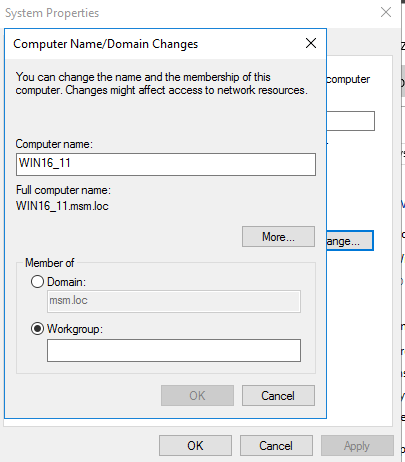 System Properties
Computer Name/Domain Changes
You can change the name and the membership of this
computer. Changes might affect access to network resources.
computer
Computer name:
WIN16_11
Full computer name:
WIN16_11.msm.loc
More...
ange...
Member of
Domain:
msm.loc
Workgroup:
OK
Cancel
OK
Cancel
Apply